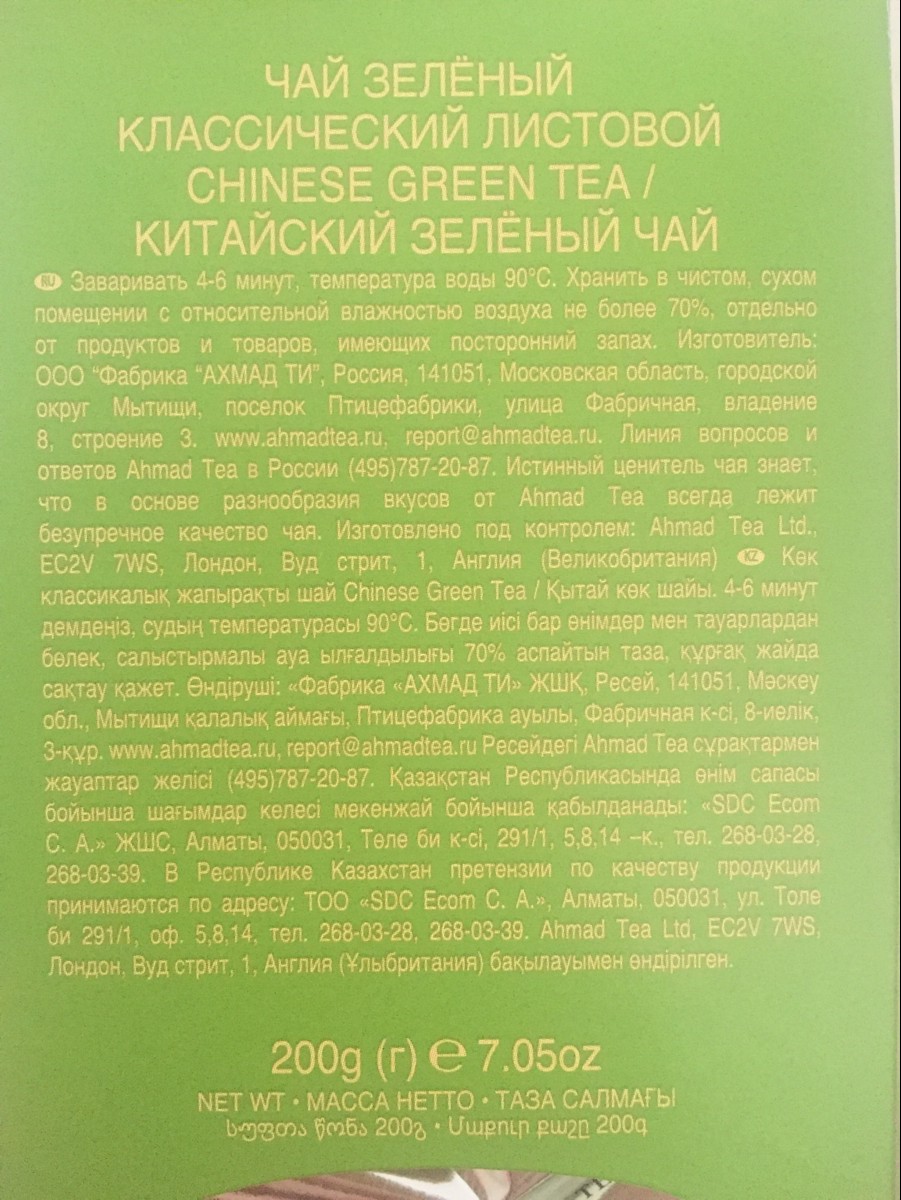 ЧАЙ ЗЕЛЁНЫЙ
КЛАССИЧЕСКИЙ ЛИСТОВОЙ
CHINESE GREEN TEA /
КИТАЙСКИЙ ЗЕЛЁНЫЙ ЧАЙ
RU Заваривать 4-6 минут, температура воды 90°C. Хранить в чистом, сухом
помещении с относительной влажностью воздуха не более 70%, отдельно
от продуктов и товаров, имеющих посторонний запах. Изготовитель:
ООО "Фабрика "АХМАД ТИ", Россия, 141051, Московская область, городской
округ Мытищи, поселок Птицефабрики, улица Фабричная, владение
8, строение 3. www.ahmadtea.ru, report@ahmadtea.ru. Линия вопросов и
ответов Ahmad Tea в России (495)787-20-87. Истинный ценитель чая знает,
что в основе разнообразия вкусов от Ahmad Tea всегда лежит
безупречное качество чая. Изготовлено под контролем: Ahmad Tea Ltd.,
EC2V 7WS, Лондон, Вуд стрит, 1, Англия (Великобритания) KZ Көк
классикалық жапырақты шай Chinese Green Tea / Қытай көк шайы. 4-6 минут
демдеңіз, судың температурасы 90°C. Бөгде иісі бар өнімдер мен тауарлардан
бөлек, салыстырмалы ауа ылғалдылығы 70% аспайтын таза, құрғақ жайда
сақтау қажет. Өндіруші: «Фабрика «АХМАД ТИ» ЖШҚ, Ресей, 141051, Мәскеу
обл., Мытищи қалалық аймағы, Птицефабрика ауылы, Фабричная к-сі, 8-иелік,
3-құр. www.ahmadtea.ru, report@ahmadtea.ru Ресейдегі Ahmad Tea сұрақтармен
жауаптар желісі (495)787-20-87. Қазақстан Республикасында өнім сапасы
бойынша шағымдар келесі мекенжай бойынша қабылданады: «SDC Ecom
C. A.» ЖШС, Алматы, 050031, Төле би к-сі, 291/1, 5,8,14 –к., тел. 268-03-28,
268-03-39. В Республике Казахстан претензии по качеству продукции
принимаются по адресу: ТОО «SDC Ecom C. A.», Алматы, 050031, ул. Толе
би 291/1, оф. 5,8,14, тел. 268-03-28, 268-03-39. Ahmad Tea Ltd, EC2V 7WS,
Лондон, Вуд стрит, 1, Англия (Ұлыбритания) бақылауымен өндірілген.
200g (г) ℮ 7.05oz
NET WT • МАССА НЕТТО • ТАЗА САЛМАҒЫ
სუფთა წონა 200გ • Մաքուր քաշը 200գ